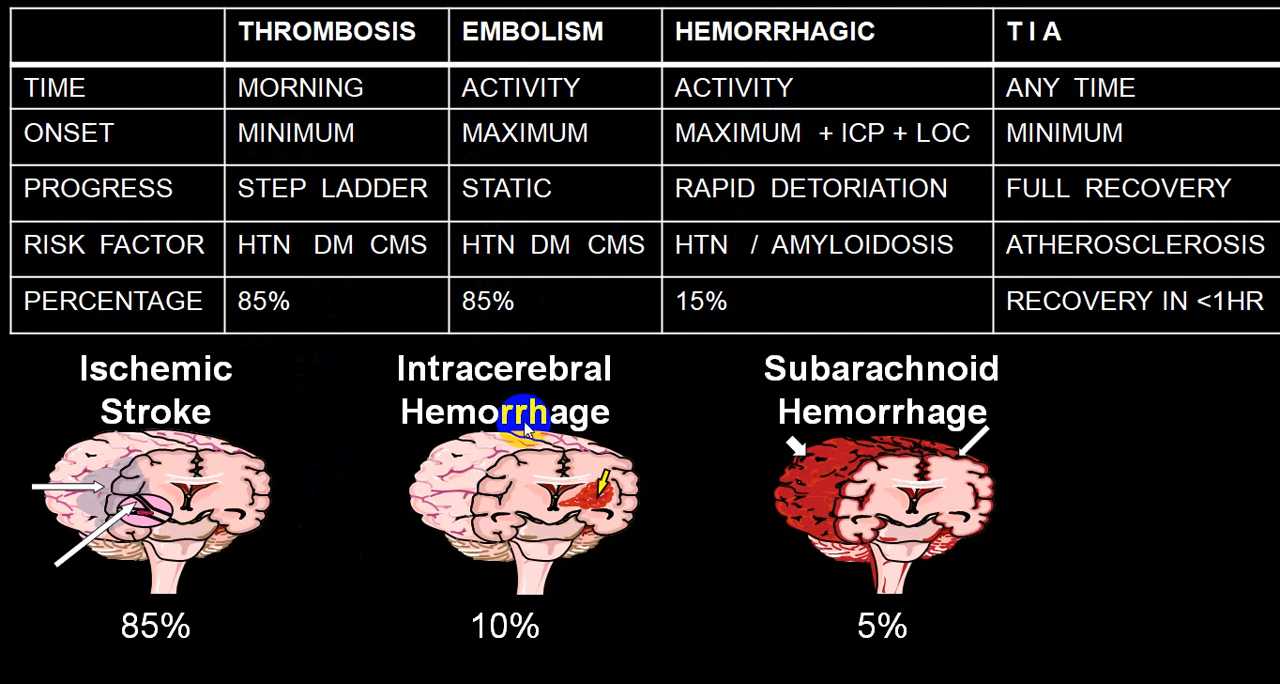 THROMBOSIS EMBOLISM HEMORRHAGIC T I A
TIME MORNING ACTIVITY ACTIVITY ANY TIME
ONSET MINIMUM MAXIMUM MAXIMUM + ICP + LOC MINIMUM
PROGRESS STEP LADDER STATIC RAPID DETORIATION FULL RECOVERY
RISK FACTOR HTN DM CMS HTN DM CMS HTN / AMYLOIDOSIS ATHEROSCLEROSIS
PERCENTAGE 85% 85% 15% RECOVERY IN <1HR
Ischemic
Stroke
Intracerebral
Hemorrhage
Subarachnoid
Hemorrhage
85%
10%
5%